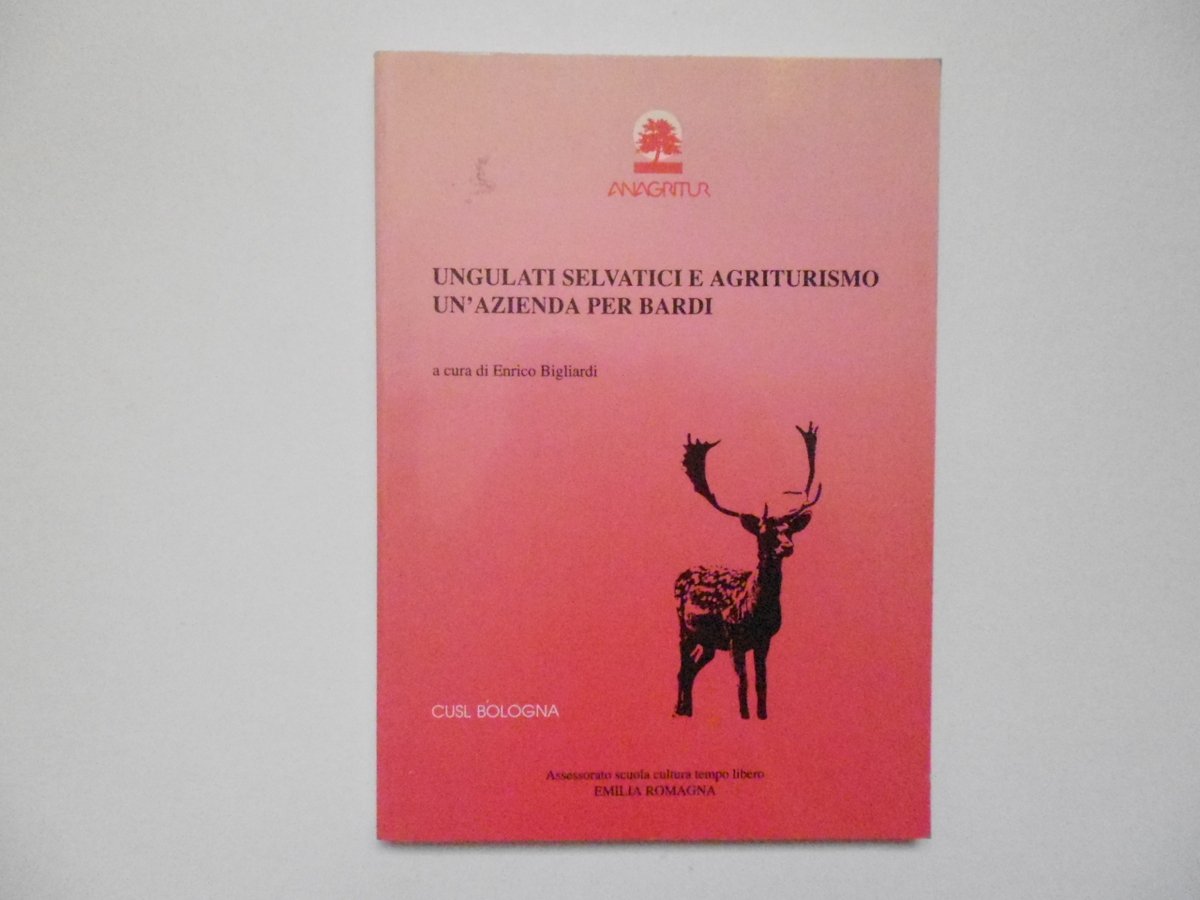 ANAGRITUR
UNGULATI SELVATICI E AGRITURISMO
UN'AZIENDA PER BARDI
a cura di Enrico Bigliardi
CUSL BOLOGNA
Assessorato scuola cultura tempo libero
EMILIA ROMAGNA